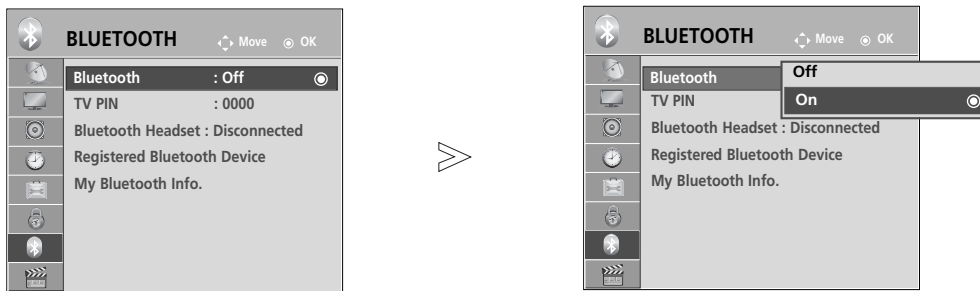 BLUETOOTH Move OK
Bluetooth : Off
TV PIN : 0000
Bluetooth Headset : Disconnected
Registered Bluetooth Device
My Bluetooth Info.
BLUETOOTH Move OK
Bluetooth Off
TV PIN On
Bluetooth Headset : Disconnected
Registered Bluetooth Device
My Bluetooth Info.